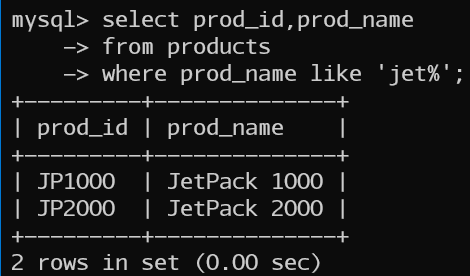 mysql> select prod_id,prod_name
    -> from products
    -> where prod_name like 'jet%';
+---------+--------------+
| prod_id | prod_name    |
+---------+--------------+
| JP1000  | JetPack 1000 |
| JP2000  | JetPack 2000 |
+---------+--------------+
2 rows in set (0.00 sec)